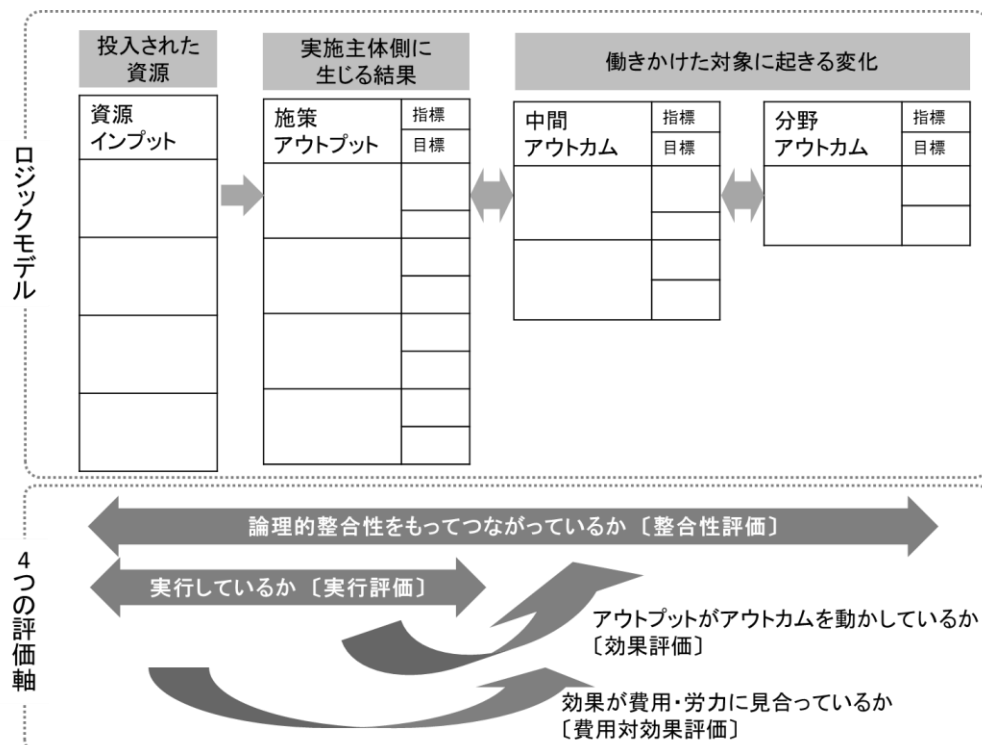 ロジックモデル
投入された
資源
実施主体側に
生じる結果
働きかけた対象に起きる変化
資源
インプット
施策
アウトプット
指標
目標
中間
アウトカム
指標
目標
分野
アウトカム
指標
目標
4つの評価軸
論理的整合性をもってつながっているか〔整合性評価〕
実行しているか〔実行評価〕
アウトプットがアウトカムを動かしているか
〔効果評価〕
効果が費用・労力に見合っているか
〔費用対効果評価〕